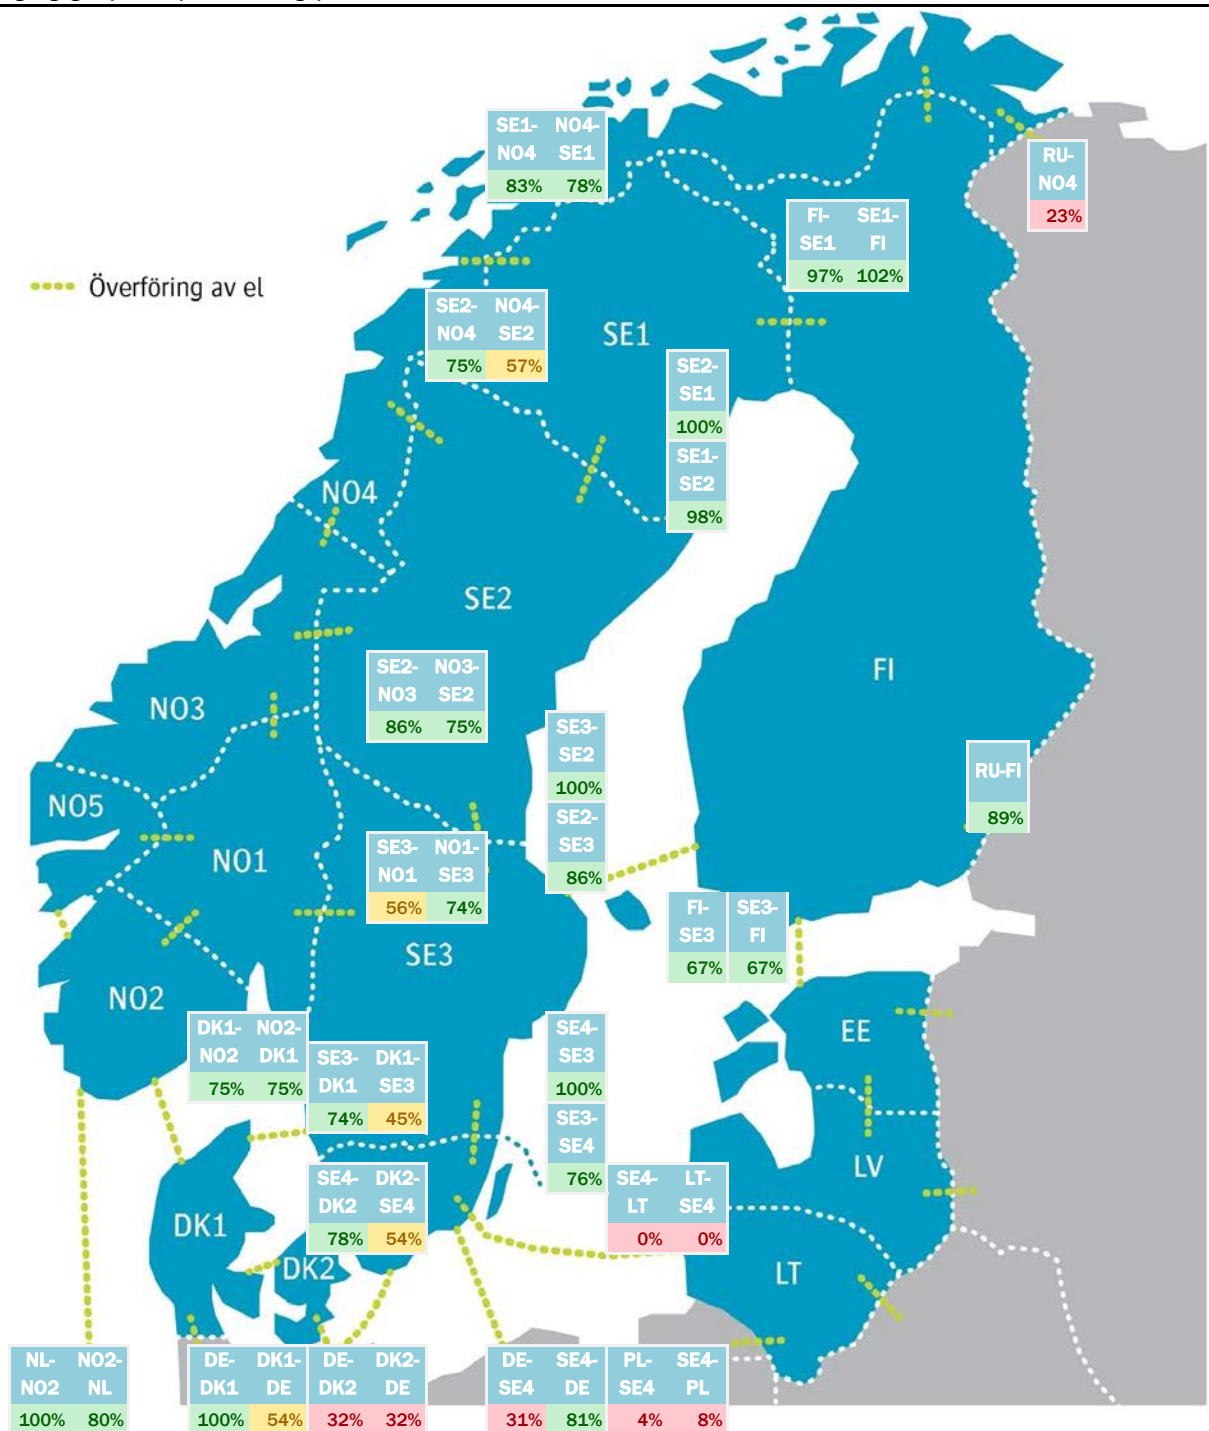 SE1- NO4-
NO4 SE1
83% 78%
RU-
NO4
23%
FI- SE1-
SE1 FI
97% 102%
Överföring av el
SE2- NO4-
NO4 SE2
75% 57%
SE1
SE2-
SE1
100%
SE1-
SE2
98%
NO4
SE2
SE2- NO3-
NO3 SE2
86% 75%
FI
NO3
SE3-
SE2
100%
RU-FI
89%
NO5
SE2-
SE3
86%
NO1
SE3- NO1-
NO1 SE3
56% 74%
FI- SE3-
SE3 FI
67% 67%
SE3
NO2
DK1- NO2-
NO2 DK1
75% 75%
SE3- DK1-
DK1 SE3
74% 45%
SE4-
SE3
100%
EE
SE3-
SE4
76%
LV
SE4- DK2-
DK2 SE4
78% 54%
SE4- LT-
LT SE4
0% 0%
DK1
DK2
LT
NL- NO2-
NO2 NL
100% 80%
DE- DK1- DE- DK2-
DK1 DE DK2 DE
100% 54% 32% 32%
DE- SE4- PL- SE4-
SE4 DE SE4 PL
31% 81% 4% 8%